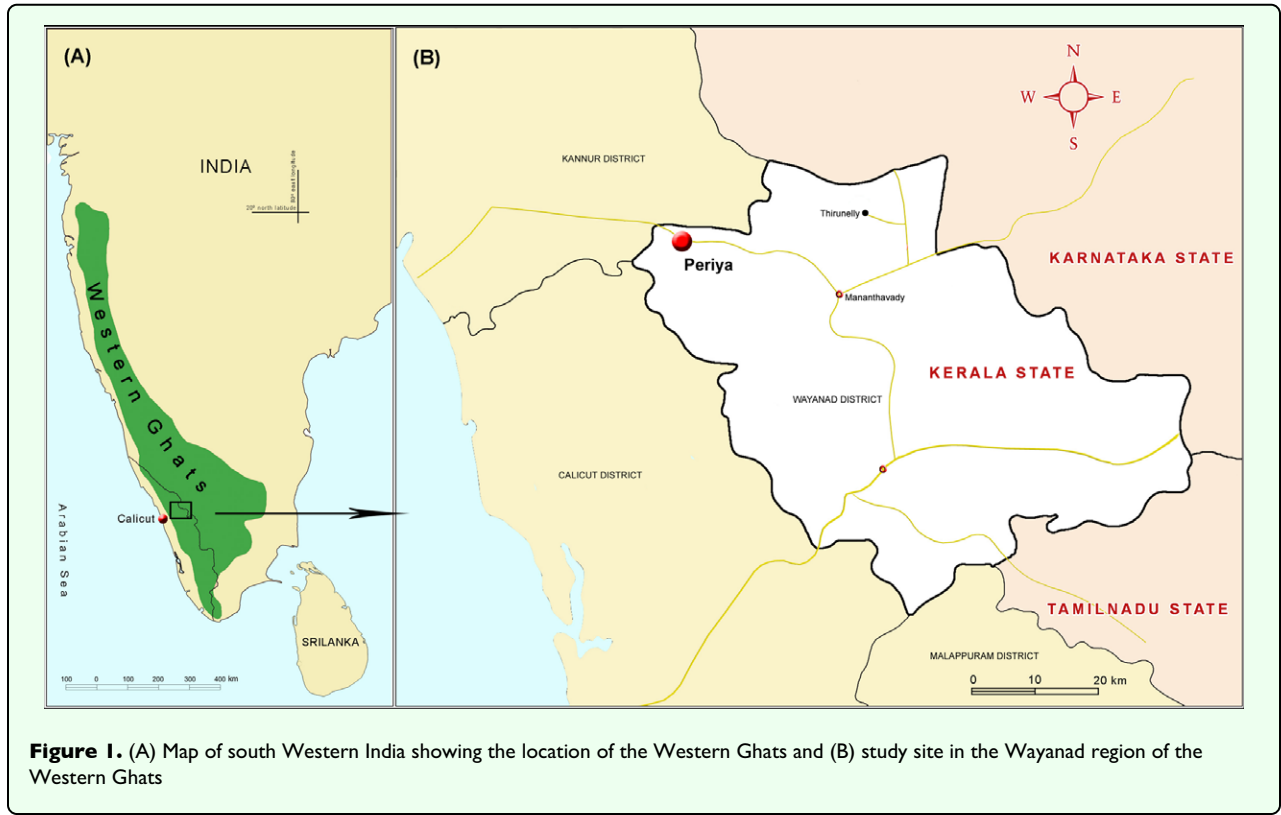 (A)
INDIA
20° north latitude
80° east longitude
Western Ghats
Calicut
Arabian Sea
SRILANKA
100 0 100 200 300 400 km
(B)
N
W E
S
KANNUR DISTRICT
Thirunelly
Periya
Mananthavady
KARNATAKA STATE
KERALA STATE
WAYANAD DISTRICT
CALICUT DISTRICT
TAMILNADU STATE
MALAPPURAM DISTRICT
0 10 20 km
Figure 1. (A) Map of south Western India showing the location of the Western Ghats and (B) study site in the Wayanad region of the
Western Ghats